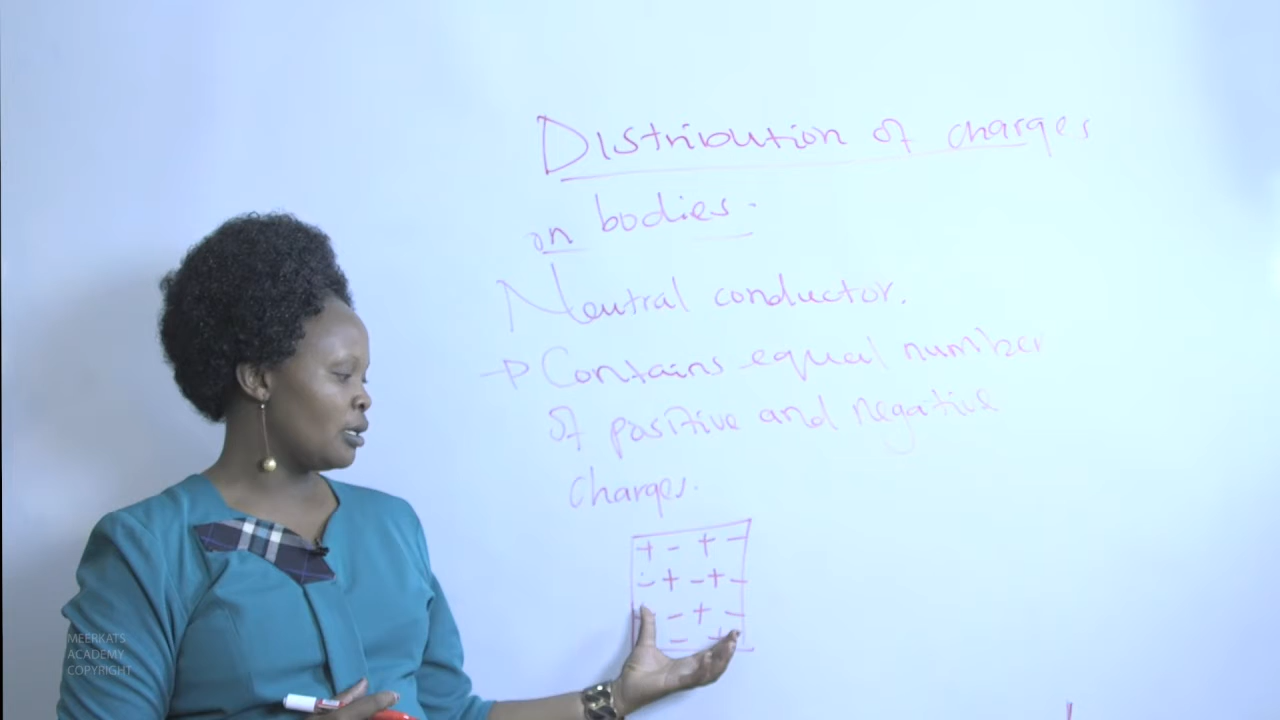 Distribution of charges
on bodies.
Neutral conductor.
→ Contains equal number
of positive and negative
charges.
+ - + -
- + - + -
- + -
- +
MEERKATS
ACADEMY
COPYRIGHT